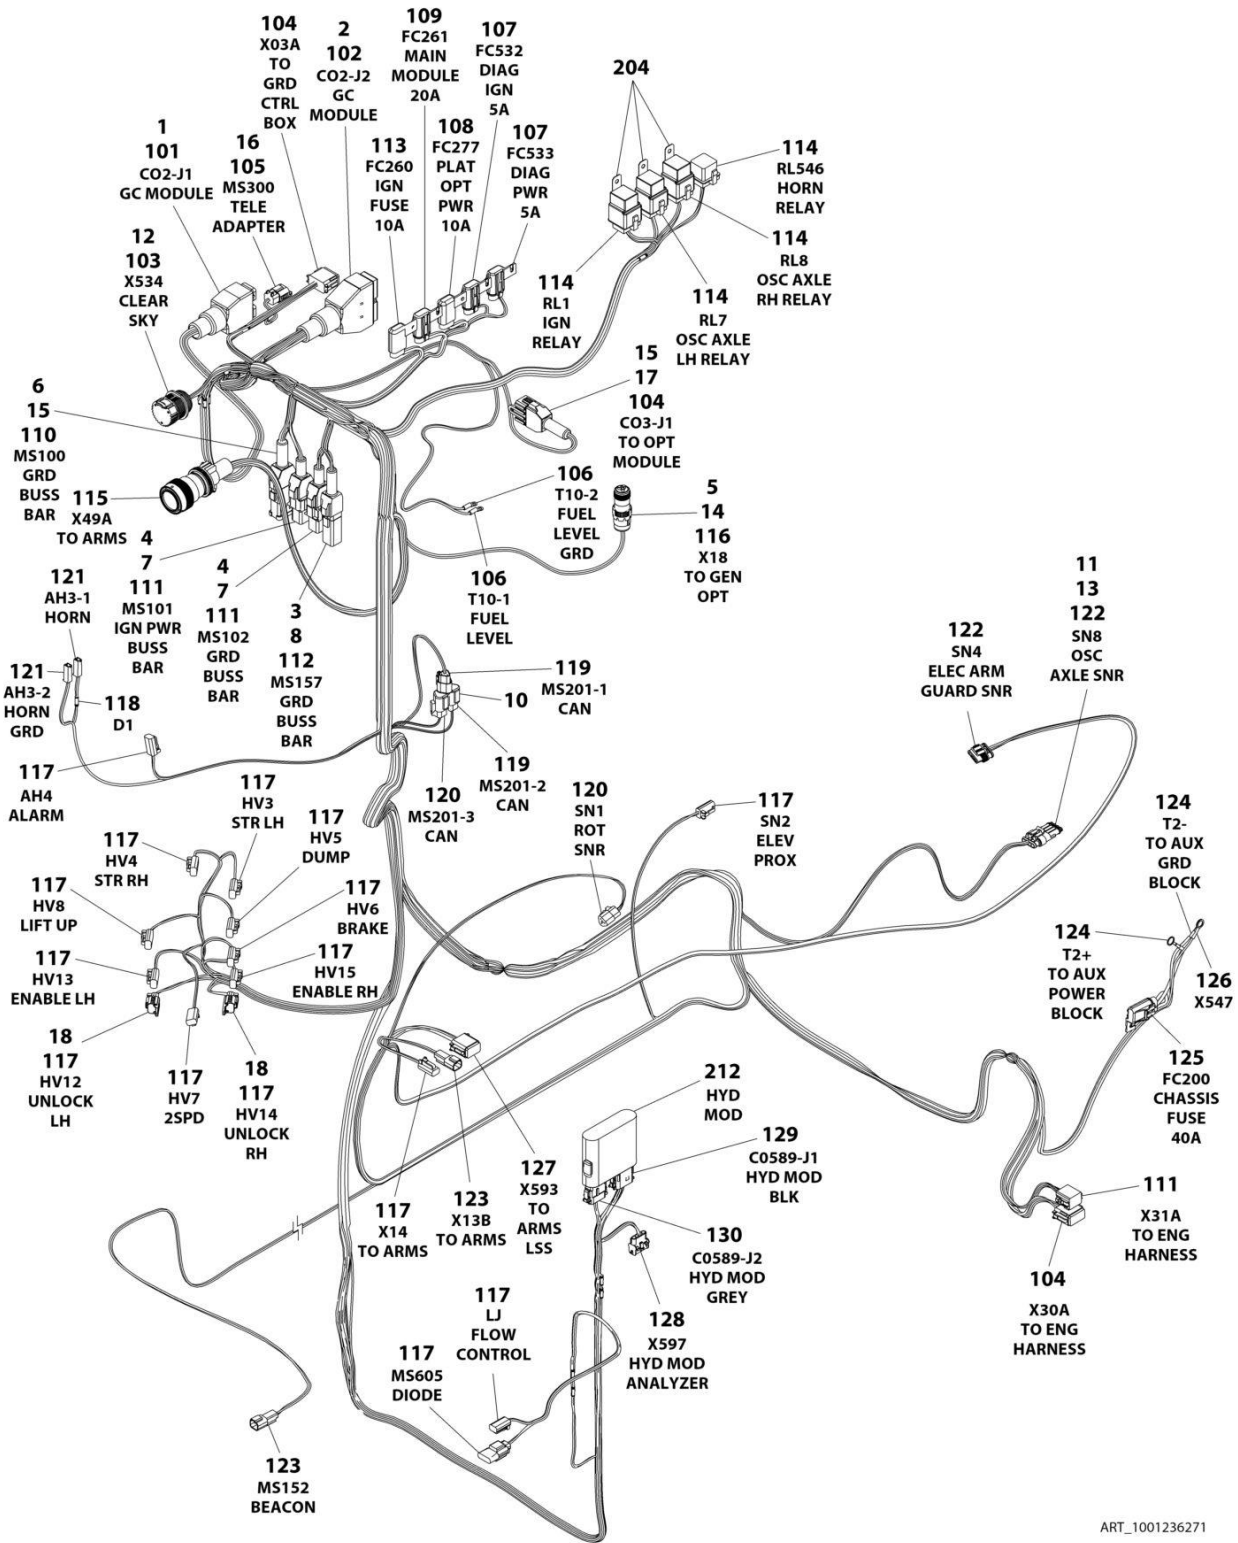 104
X03A
TO
GRD
CTRL
BOX
2
102
CO2-J2
GC
MODULE
109
FC261
MAIN
MODULE
20A
107
FC532
DIAG
IGN
5A
204
1
101
CO2-J1
GC MODULE
16
105
MS300
TELE
ADAPTER
113
FC260
IGN
FUSE
10A
108
FC277
PLAT
OPT
PWR
10A
107
FC533
DIAG
PWR
5A
114
RL546
HORN
RELAY
12
103
X534
CLEAR
SKY
114
RL1
IGN
RELAY
114
RL7
OSC AXLE
LH RELAY
114
RL8
OSC AXLE
RH RELAY
6
15
110
MS100
GRD
BUSS
BAR
15
17
104
CO3-J1
TO OPT
MODULE
115
X49A
TO ARMS
4
7
111
MS101
IGN PWR
BUSS
BAR
4
7
111
MS102
GRD
BUSS
BAR
3
8
112
MS157
GRD
BUSS
BAR
106
T10-2
FUEL
LEVEL
GRD
106
T10-1
FUEL
LEVEL
5
14
116
X18
TO GEN
OPT
121
AH3-1
HORN
121
AH3-2
HORN
GRD
118
D1
117
AH4
ALARM
119
MS201-1
CAN
10
119
MS201-2
CAN
120
MS201-3
CAN
122
SN4
ELEC ARM
GUARD SNR
11
13
122
SN8
OSC
AXLE SNR
117
HV3
STR LH
117
HV4
STR RH
117
HV5
DUMP
117
HV8
LIFT UP
117
HV6
BRAKE
117
HV13
ENABLE LH
117
HV15
ENABLE RH
18
117
HV12
UNLOCK
LH
117
HV7
2SPD
18
117
HV14
UNLOCK
RH
120
SN1
ROT
SNR
117
SN2
ELEV
PROX
124
T2-
TO AUX
GRD
BLOCK
124
T2+
TO AUX
POWER
BLOCK
126
X547
125
FC200
CHASSIS
FUSE
40A
117
X14
TO ARMS
123
X13B
TO ARMS
127
X593
TO
ARMS
LSS
212
HYD
MOD
129
C0589-J1
HYD MOD
BLK
130
C0589-J2
HYD MOD
GREY
128
X597
HYD MOD
ANALYZER
111
X31A
TO ENG
HARNESS
104
X30A
TO ENG
HARNESS
117
LJ
FLOW
CONTROL
117
MS605
DIODE
123
MS152
BEACON
ART_1001236271